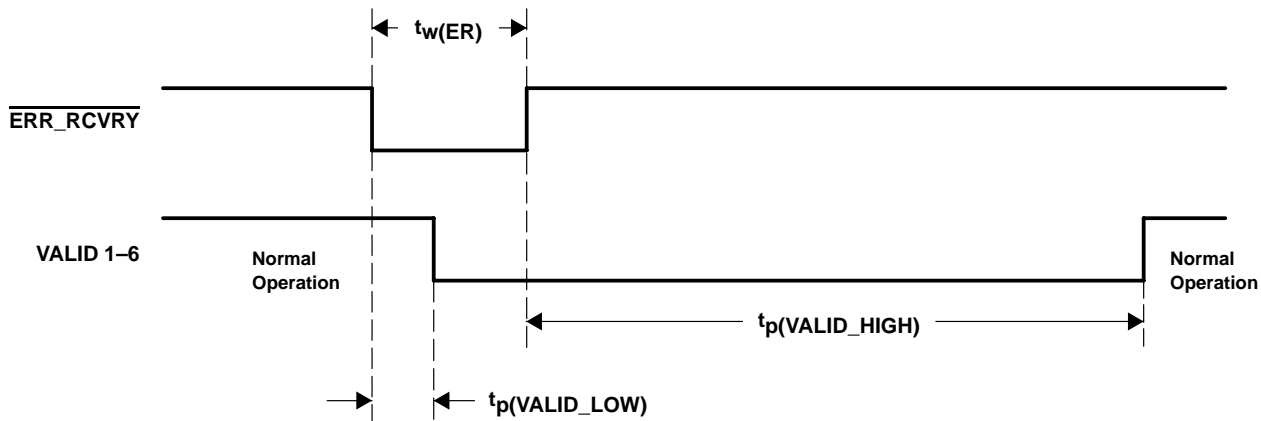 tw(ER)
ERR_RCVRY
VALID 1–6
Normal
Operation
Normal
Operation
tp(VALID_HIGH)
tp(VALID_LOW)